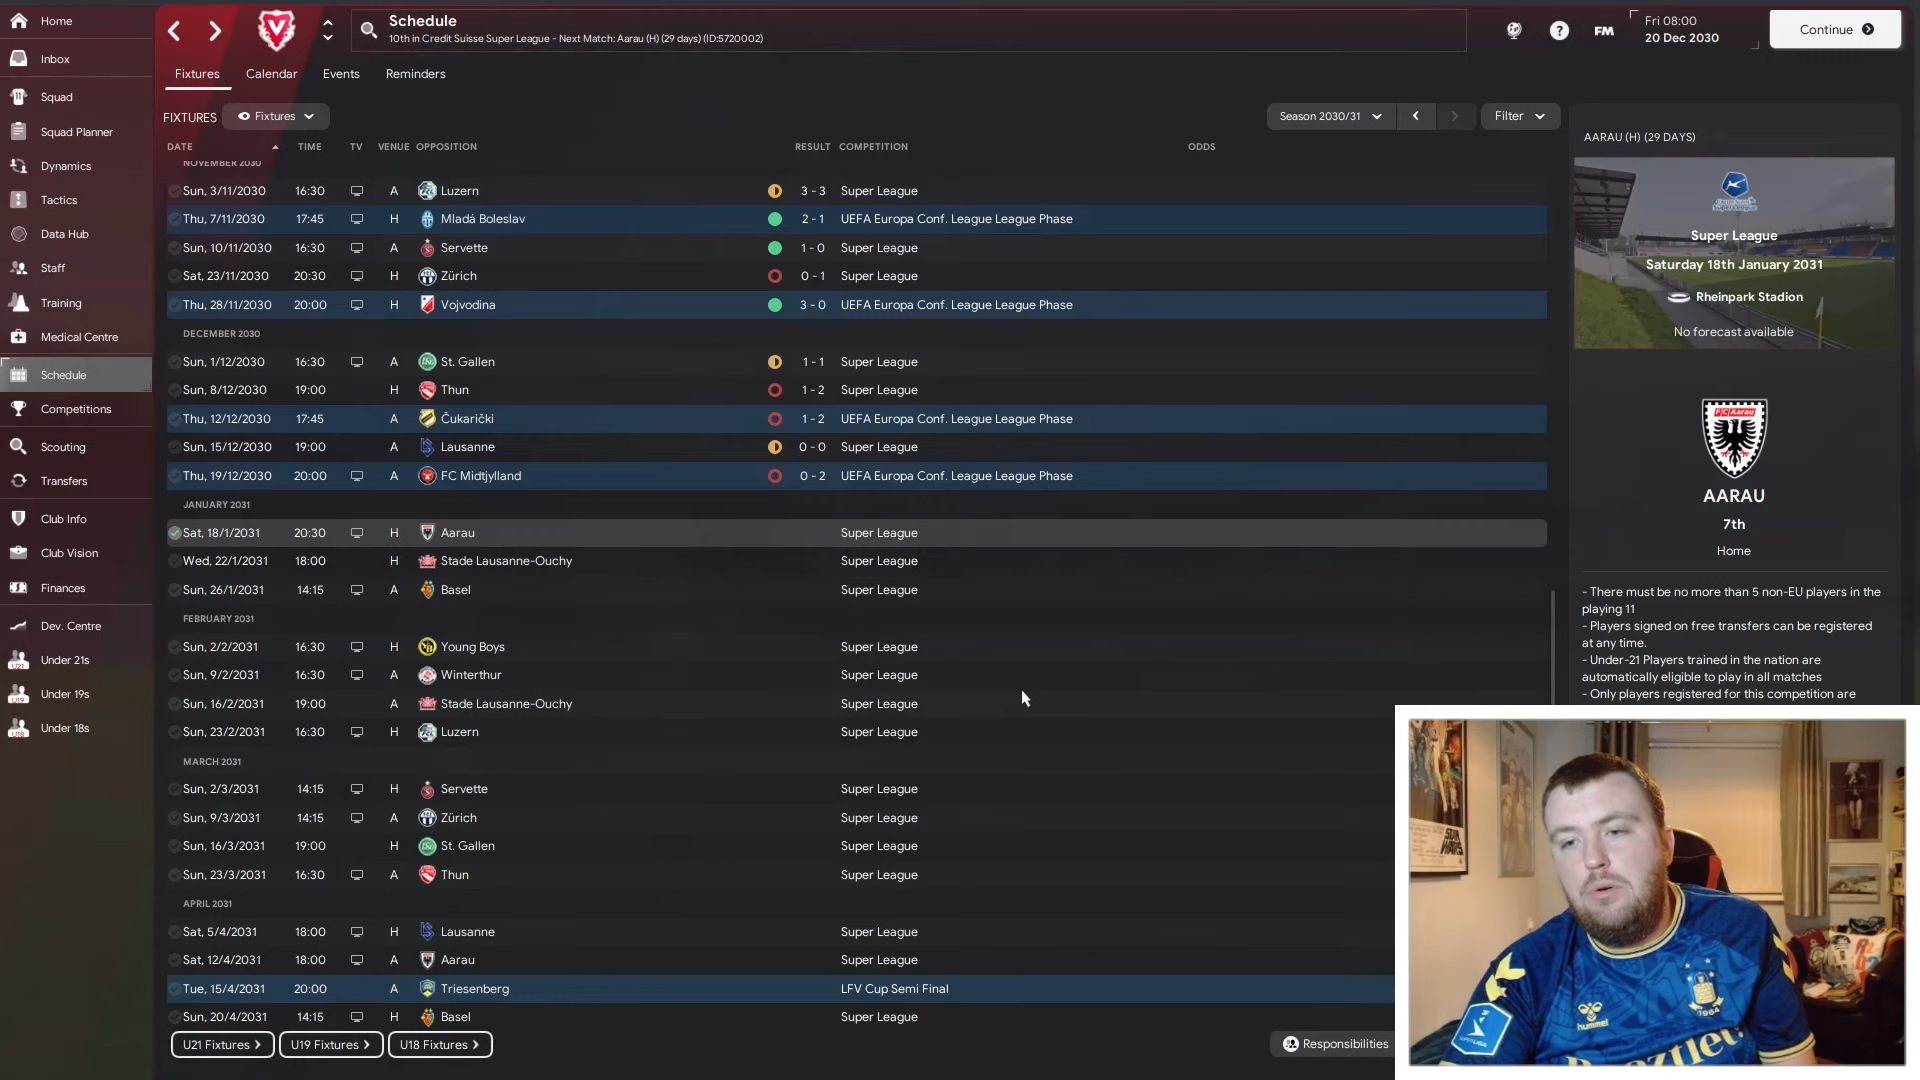 Home
Inbox
Squad
Squad Planner
Dynamics
Tactics
Data Hub
Staff
Training
Medical Centre
Schedule
Competitions
Scouting
Transfers
Club Info
Club Vision
Finances
Dev. Centre
Under 21s
Under 19s
Under 18s
Schedule
10th in Credit Suisse Super League - Next Match: Aarau (H) (29 days) (ID:5720002)
FM
Fri 08:00
20 Dec 2030
Continue
Fixtures Calendar Events Reminders
FIXTURES Fixtures
Season 2030/31 Filter
DATE TIME TV VENUE OPPOSITION RESULT COMPETITION ODDS
NOVEMBER 2030
Sun, 3/11/2030 16:30 A Luzern 3 - 3 Super League
Thu, 7/11/2030 17:45 H Mladá Boleslav 2 - 1 UEFA Europa Conf. League League Phase
Sun, 10/11/2030 16:30 A Servette 1 - 0 Super League
Sat, 23/11/2030 20:30 H Zürich 0 - 1 Super League
Thu, 28/11/2030 20:00 H Vojvodina 3 - 0 UEFA Europa Conf. League League Phase
DECEMBER 2030
Sun, 1/12/2030 16:30 A St. Gallen 1 - 1 Super League
Sun, 8/12/2030 19:00 H Thun 1 - 2 Super League
Thu, 12/12/2030 17:45 A Čukarički 1 - 2 UEFA Europa Conf. League League Phase
Sun, 15/12/2030 19:00 A Lausanne 0 - 0 Super League
Thu, 19/12/2030 20:00 A FC Midtjylland 0 - 2 UEFA Europa Conf. League League Phase
JANUARY 2031
Sat, 18/1/2031 20:30 H Aarau Super League
Wed, 22/1/2031 18:00 H Stade Lausanne-Ouchy Super League
Sun, 26/1/2031 14:15 A Basel Super League
FEBRUARY 2031
Sun, 2/2/2031 16:30 H Young Boys Super League
Sun, 9/2/2031 16:30 A Winterthur Super League
Sun, 16/2/2031 19:00 A Stade Lausanne-Ouchy Super League
Sun, 23/2/2031 16:30 H Luzern Super League
MARCH 2031
Sun, 2/3/2031 14:15 H Servette Super League
Sun, 9/3/2031 14:15 A Zürich Super League
Sun, 16/3/2031 19:00 H St. Gallen Super League
Sun, 23/3/2031 16:30 A Thun Super League
APRIL 2031
Sat, 5/4/2031 18:00 H Lausanne Super League
Sat, 12/4/2031 18:00 A Aarau Super League
Tue, 15/4/2031 20:00 A Triesenberg LFV Cup Semi Final
Sun, 20/4/2031 14:15 H Basel Super League
U21 Fixtures U19 Fixtures U18 Fixtures
Responsibilities
AARAU (H) (29 DAYS)
Super League
Saturday 18th January 2031
Rheinpark Stadion
No forecast available
FC Aarau
AARAU
7th
Home
- There must be no more than 5 non-EU players in the
playing 11
- Players signed on free transfers can be registered
at any time.
- Under-21 Players trained in the nation are
automatically eligible to play in all matches
- Only players registered for this competition are
STAR
WARS
hummel
1964
SUPERLIGA